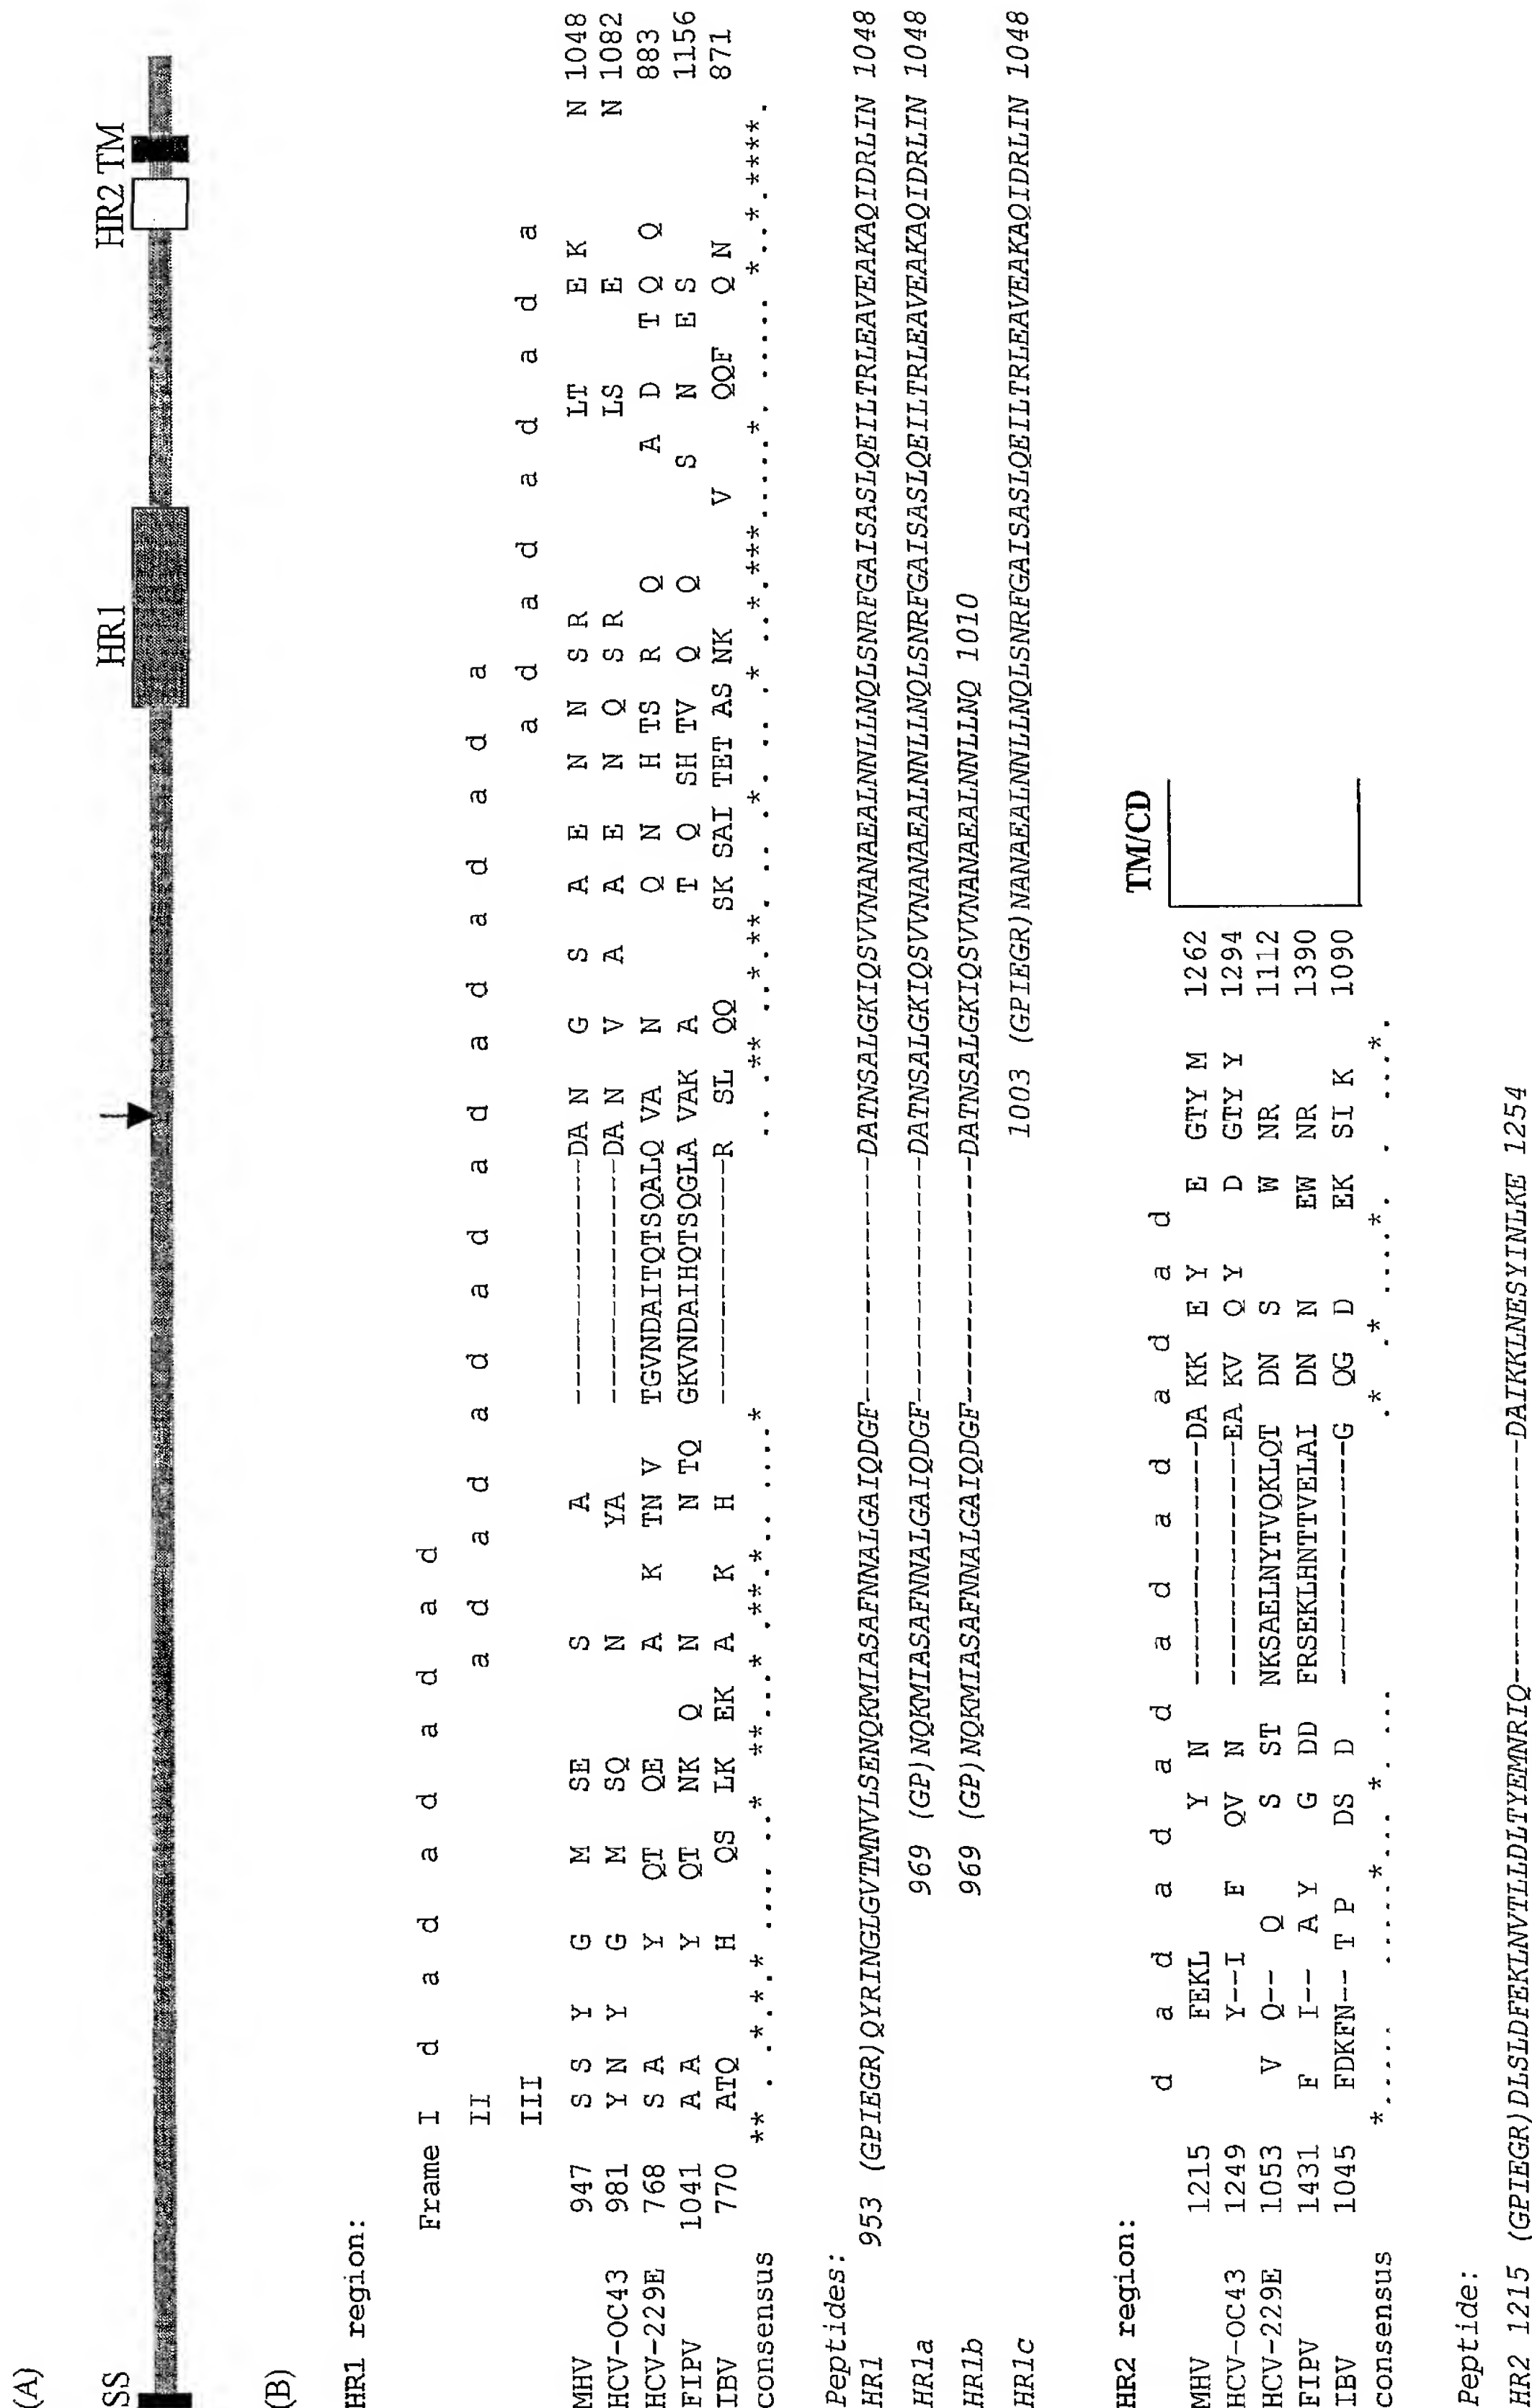 (A)
SS HR1 HR2 TM
(B)
HR1 region:
Frame I d a d a d a d a d a d a d
II a d a d a d a d a d a d a d a d a d a d a
III a d a d a d a d a d a
MHV 947 S S Y G M SE S A -----------DA N G S A E N N S R LT E K N 1048
HCV-OC43 981 Y N Y G M SQ N YA -----------DA N V A A E N Q S R LS E N 1082
HCV-229E 768 S A Y QT QE A K TN V TGVNDAITQTSQALQ VA N Q N H TS R Q A D T Q Q 883
FIPV 1041 A A Y QT NK Q N N TQ GKVNDAIHQTSQGLA VAK A T Q SH TV Q Q S N E S 1156
IBV 770 ATQ H QS LK EK A K H -----------R SL QQ SK SAI TET AS NK V QQF Q N 871
consensus
Peptides:
HR1 953 (GPIEGR)QYRINGLGVTMNVLSENQKMIASAFNNALGAIQDGF--------------DATNSALGKIQSVVNANAEALNNLLNQLSNRFGAISASLQEILTRLEAVEAKAQIDRLIN 1048
HR1a 969 (GP)NQKMIASAFNNALGAIQDGF--------------DATNSALGKIQSVVNANAEALNNLLNQLSNRFGAISASLQEILTRLEAVEAKAQIDRLIN 1048
HR1b 969 (GP)NQKMIASAFNNALGAIQDGF--------------DATNSALGKIQSVVNANAEALNNLLNQ 1010
HR1c 1003 (GPIEGR)NANAEALNNLLNQLSNRFGAISASLQEILTRLEAVEAKAQIDRLIN 1048
HR2 region:
TM/CD
d a d a d a d a d a d a d a d a d
MHV 1215 FEKL Y N --------------DA KK E Y E GTY M 1262
HCV-OC43 1249 Y--I F QV N --------------EA KV Q Y D GTY Y 1294
HCV-229E 1053 V Q-- Q S ST NKSAELNYTVQKLQT DN S W NR 1112
FIPV 1431 F I-- A Y G DD FRSEKLHNTTVELAI DN N EW NR 1390
IBV 1045 FDKFN-- T P DS D --------------G QG D EK SI K 1090
consensus
Peptide:
HR2 1215 (GPIEGR)DLSLDFEKLNVTLLDLTYEMNRIQ--------------DAIKKLNESYINLKE 1254